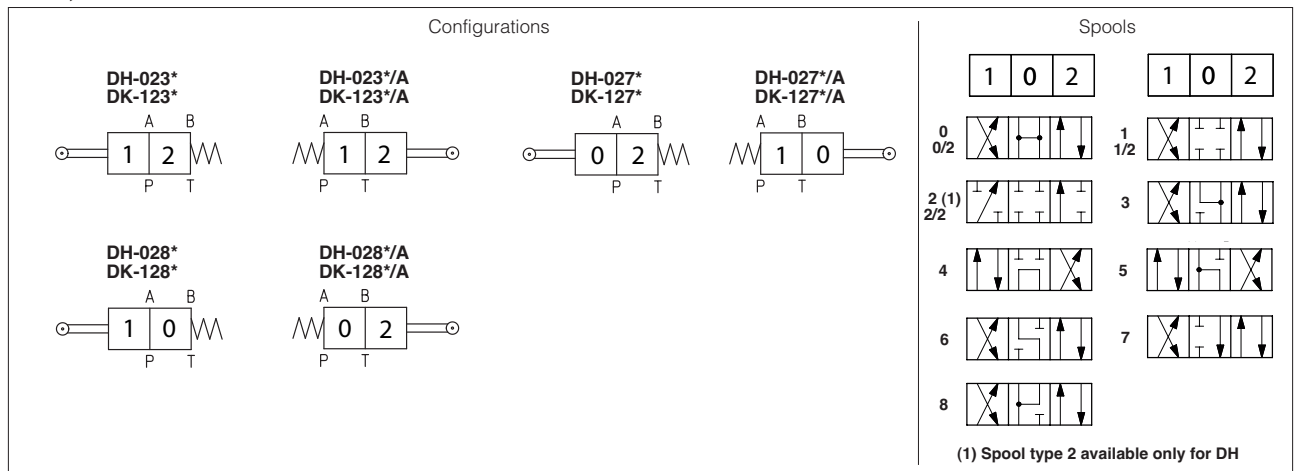 Configurations
Spools
DH-023*
DK-123*
A B
1 2
P T
DH-023*/A
DK-123*/A
A B
1 2
P T
DH-027*
DK-127*
A B
0 2
P T
DH-027*/A
DK-127*/A
A B
1 0
P T
DH-028*
DK-128*
A B
1 0
P T
DH-028*/A
DK-128*/A
A B
0 2
P T
1 0 2
1 0 2
0
0/2
1
1/2
2 (1)
2/2
3
4
5
6
7
8
(1) Spool type 2 available only for DH